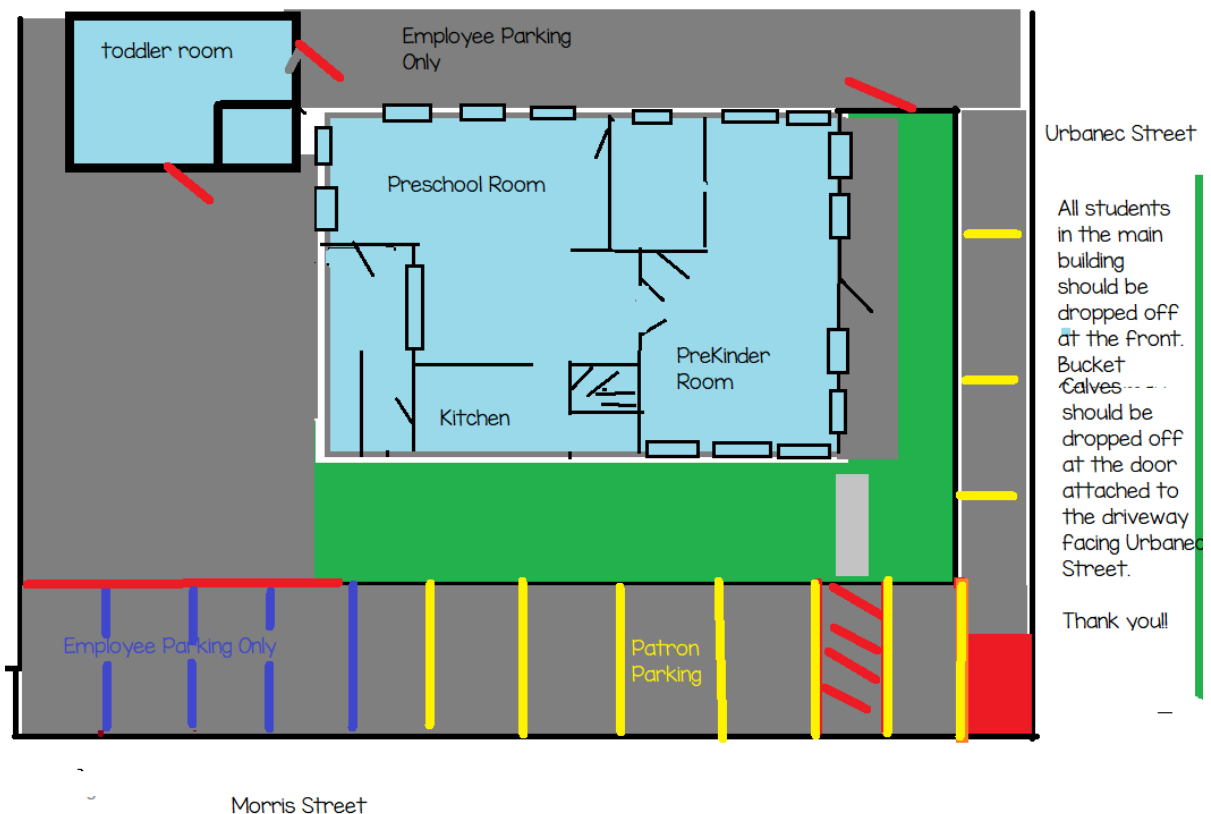 toddler room
Employee Parking
Only
Urbanec Street
Preschool Room
All students
in the main
building
should be
dropped off
at the front.
Bucket
Calves
should be
dropped off
at the door
attached to
the driveway
facing Urbanec
Street.
Thank you!!
PreKinder
Room
Kitchen
Employee Parking Only
Patron
Parking
Morris Street